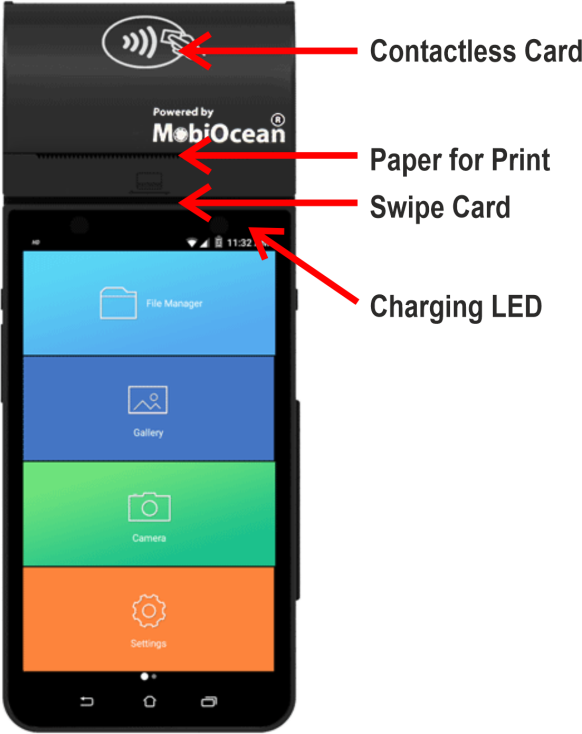 Contactless Card
Powered by
MobiOcean®
Paper for Print
Swipe Card
HD 11:32
Charging LED
File Manager
Gallery
Camera
Settings